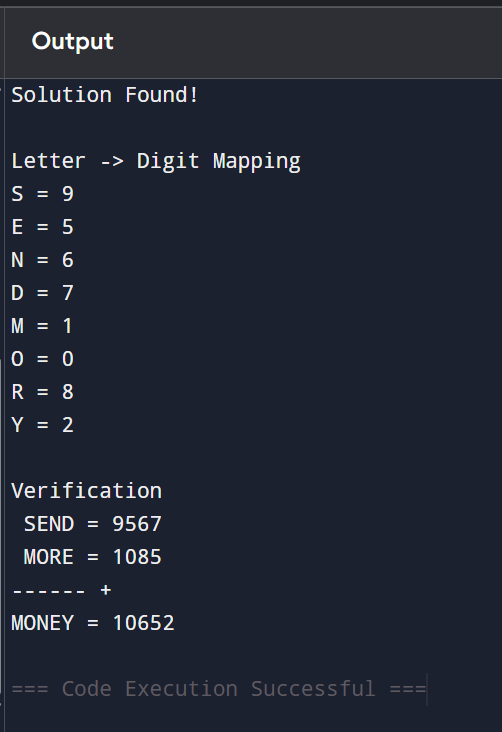 Output
Solution Found!
Letter -> Digit Mapping
S = 9
E = 5
N = 6
D = 7
M = 1
O = 0
R = 8
Y = 2
Verification
SEND = 9567
MORE = 1085
------ +
MONEY = 10652
=== Code Execution Successful ===